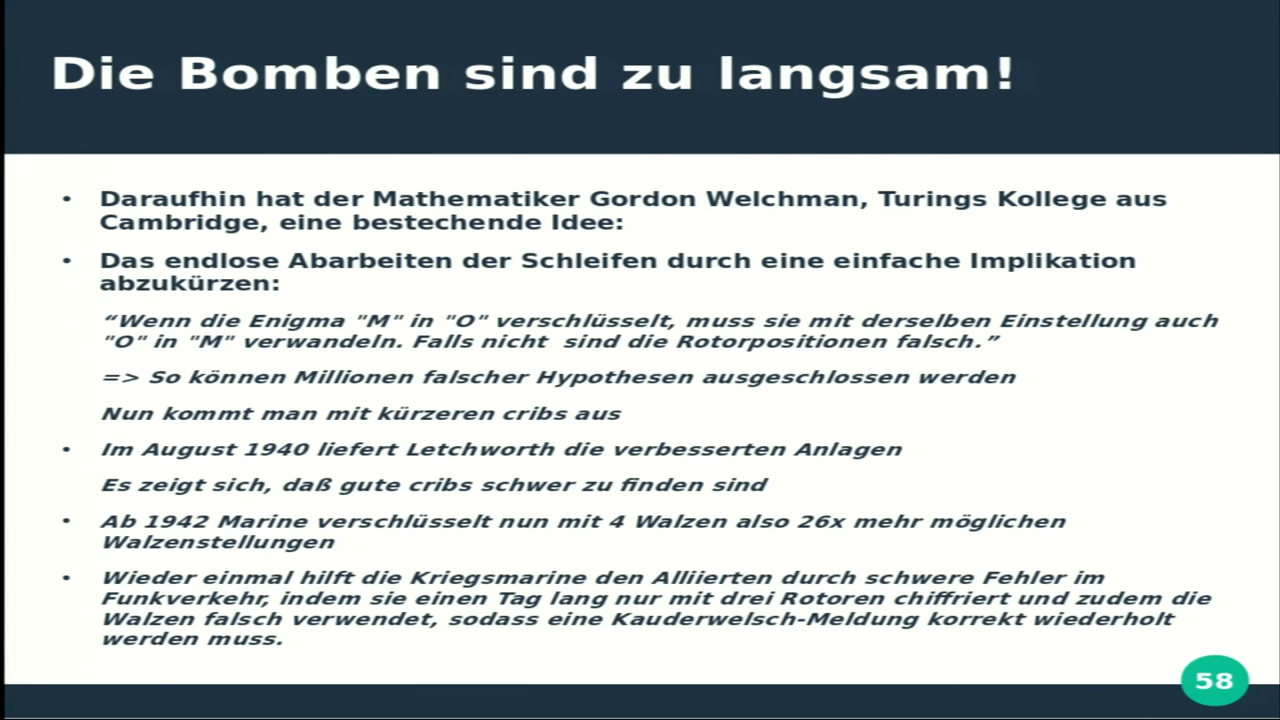 Die Bomben sind zu langsam!
• Daraufhin hat der Mathematiker Gordon Welchman, Turings Kollege aus
Cambridge, eine bestechende Idee:
• Das endlose Abarbeiten der Schleifen durch eine einfache Implikation
abzukürzen:
“Wenn die Enigma "M" in "O" verschlüsselt, muss sie mit derselben Einstellung auch
"O" in "M" verwandeln. Falls nicht  sind die Rotorpositionen falsch.”
=> So können Millionen falscher Hypothesen ausgeschlossen werden
Nun kommt man mit kürzeren cribs aus
• Im August 1940 liefert Letchworth die verbesserten Anlagen
Es zeigt sich, daß gute cribs schwer zu finden sind
• Ab 1942 Marine verschlüsselt nun mit 4 Walzen also 26x mehr möglichen
Walzenstellungen
• Wieder einmal hilft die Kriegsmarine den Alliierten durch schwere Fehler im
Funkverkehr, indem sie einen Tag lang nur mit drei Rotoren chiffriert und zudem die
Walzen falsch verwendet, sodass eine Kauderwelsch-Meldung korrekt wiederholt
werden muss.
58